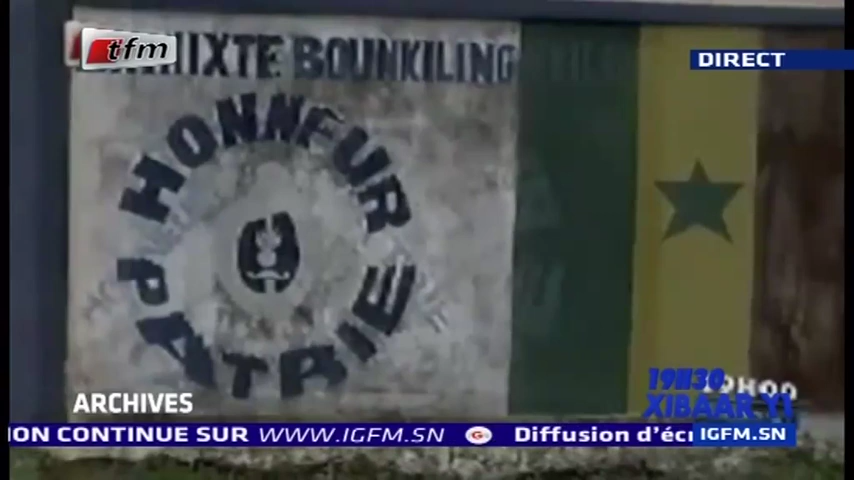 tfm
MIXTE BOUNKILING
DIRECT
HONNEUR
PATRIE
19H30
XIBAAR YI
ARCHIVES
ION CONTINUE SUR WWW.IGFM.SN Diffusion d'éc
IGFM.SN